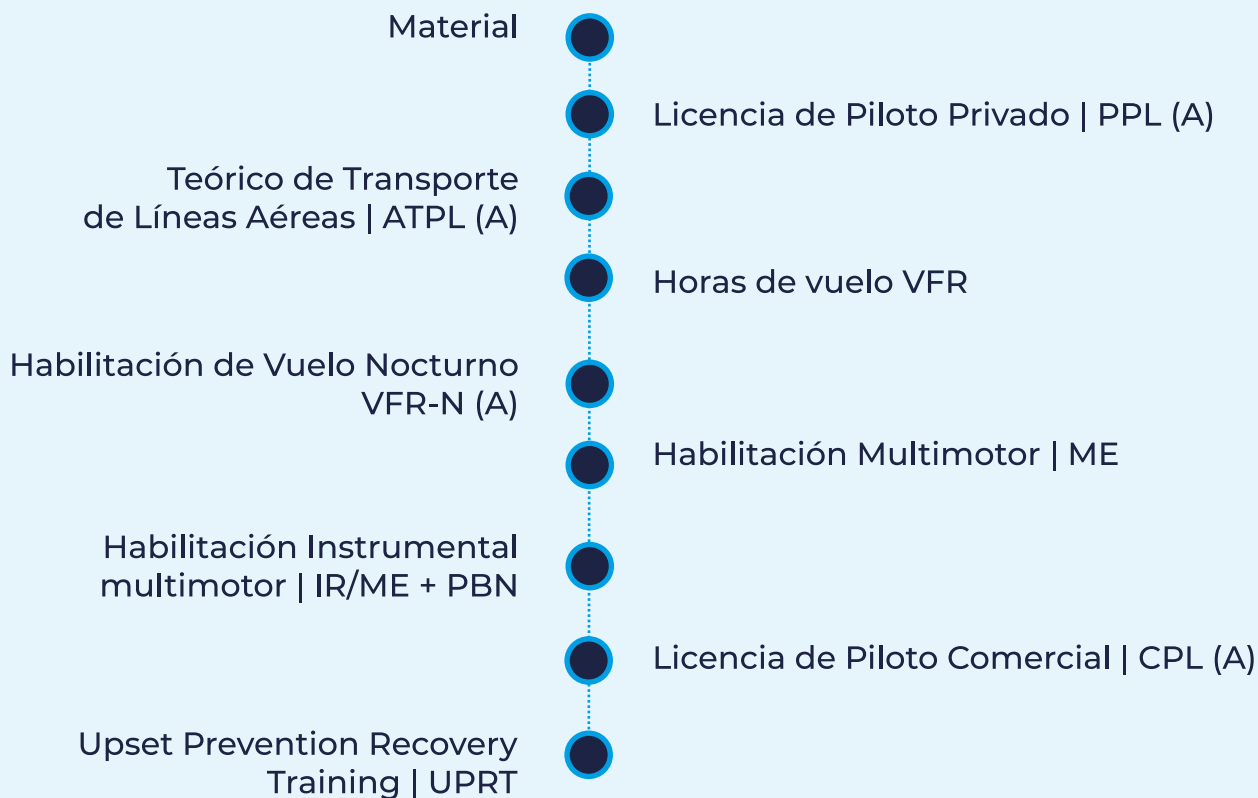 Material
Licencia de Piloto Privado | PPL (A)
Teórico de Transporte
de Líneas Aéreas | ATPL (A)
Horas de vuelo VFR
Habilitación de Vuelo Nocturno
VFR-N (A)
Habilitación Multimotor | ME
Habilitación Instrumental
multimotor | IR/ME + PBN
Licencia de Piloto Comercial | CPL (A)
Upset Prevention Recovery
Training | UPRT